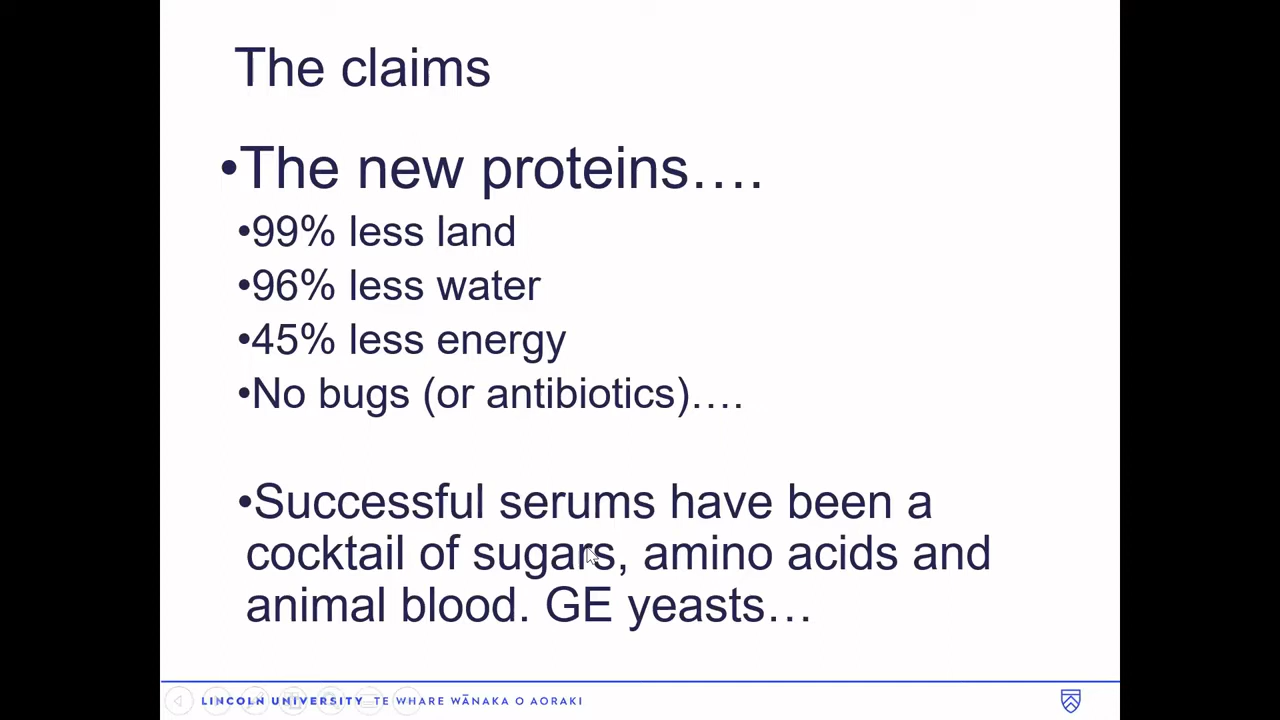 The claims
•The new proteins….
•99% less land
•96% less water
•45% less energy
•No bugs (or antibiotics)….
•Successful serums have been a
cocktail of sugars, amino acids and
animal blood. GE yeasts…
LINCOLN UNIVERSITY TE WHARE WĀNAKA O AORAKI